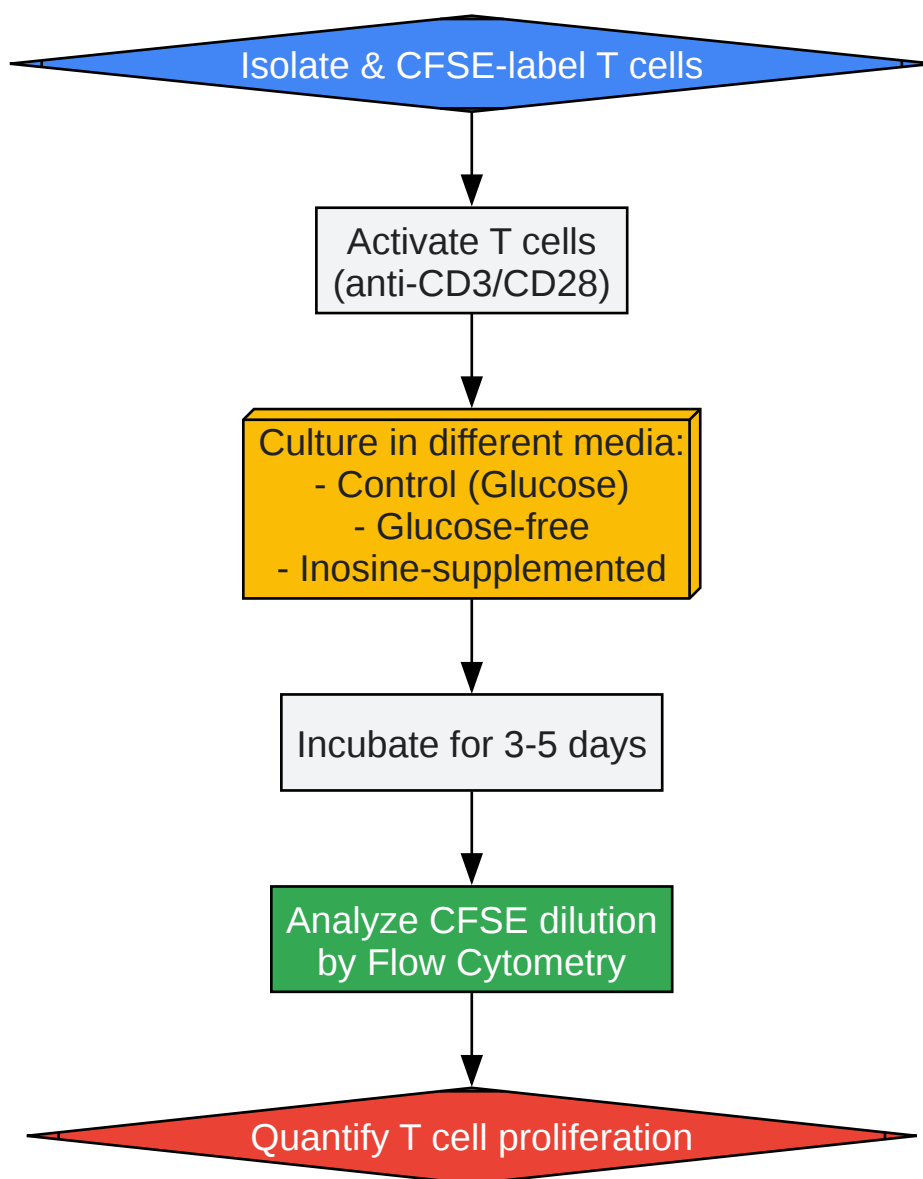 Isolate & CFSE-label T cells
Activate T cells
(anti-CD3/CD28)
Culture in different media:
- Control (Glucose)
- Glucose-free
- Inosine-supplemented
Incubate for 3-5 days
Analyze CFSE dilution
by Flow Cytometry
Quantify T cell proliferation